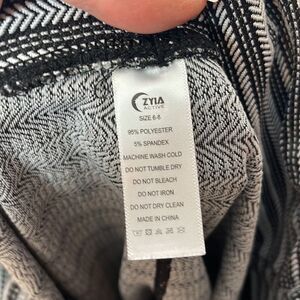 ZYIA
ACTIVE
SIZE 6-8
95% POLYESTER
5% SPANDEX
MACHINE WASH COLD
DO NOT TUMBLE DRY
DO NOT BLEACH
DO NOT IRON
DO NOT DRY CLEAN
MADE IN CHINA